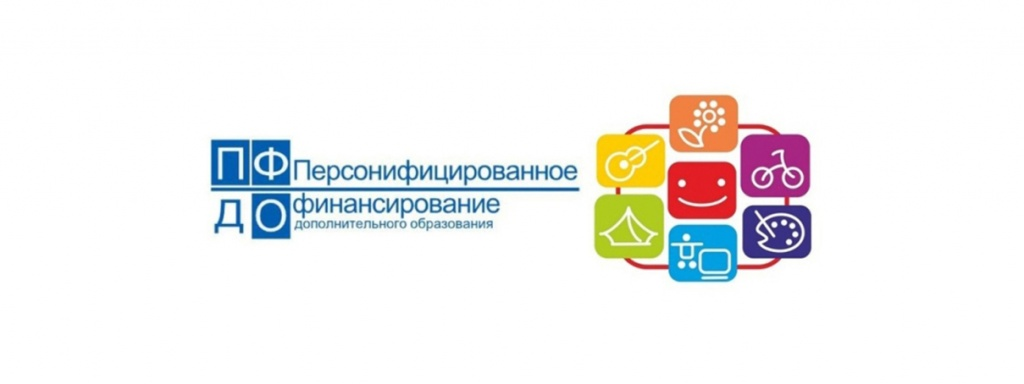 ПФ Персонифицированное
ДО финансирование
дополнительного образования